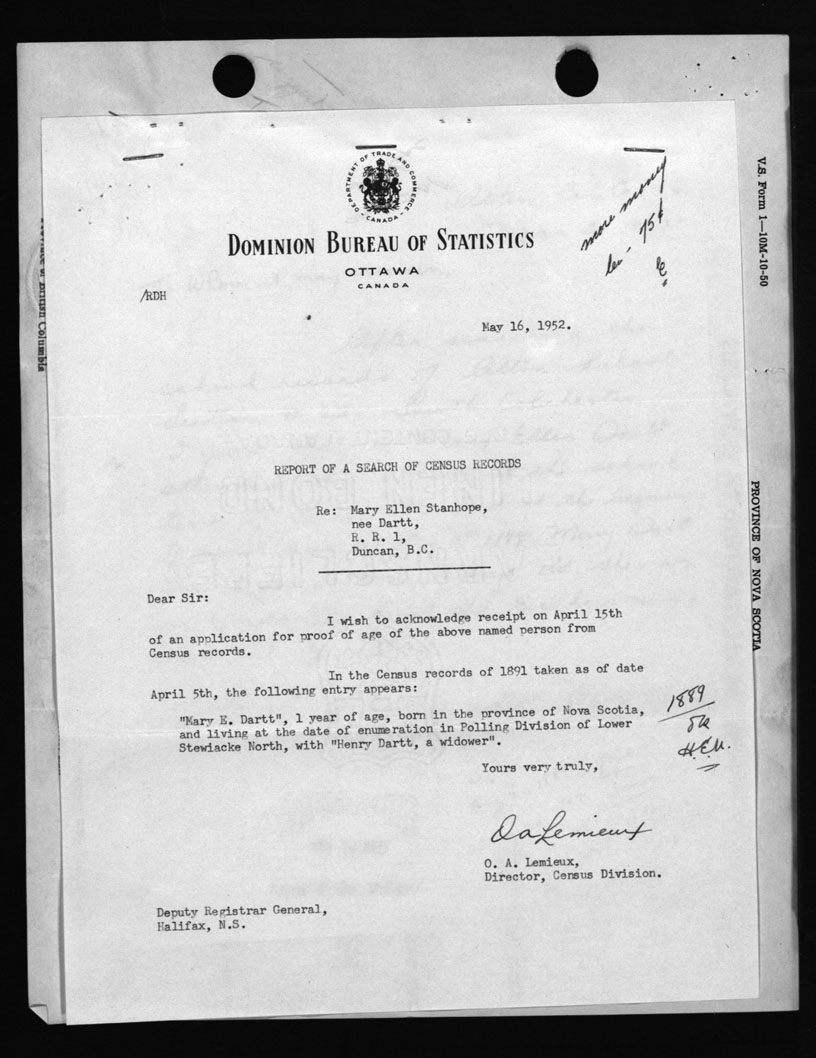 DEPARTMENT OF TRADE AND COMMERCE
- CANADA -
DOMINION BUREAU OF STATISTICS
OTTAWA
CANADA
more money
75¢
/RDH
May 16, 1952.
REPORT OF A SEARCH OF CENSUS RECORDS
Re: Mary Ellen Stanhope,
nee Dartt,
R. R. 1,
Duncan, B.C.
Dear Sir:
I wish to acknowledge receipt on April 15th
of an application for proof of age of the above named person from
Census records.
In the Census records of 1891 taken as of date
April 5th, the following entry appears:
"Mary E. Dartt", 1 year of age, born in the province of Nova Scotia,
and living at the date of enumeration in Polling Division of Lower
Stewiacke North, with "Henry Dartt, a widower".
1889
Ok
Yours very truly,
O. A. Lemieux
O. A. Lemieux,
Director, Census Division.
Deputy Registrar General,
Halifax, N.S.
V.S. Form 1—10M-10-50
PROVINCE OF NOVA SCOTIA
British Columbia